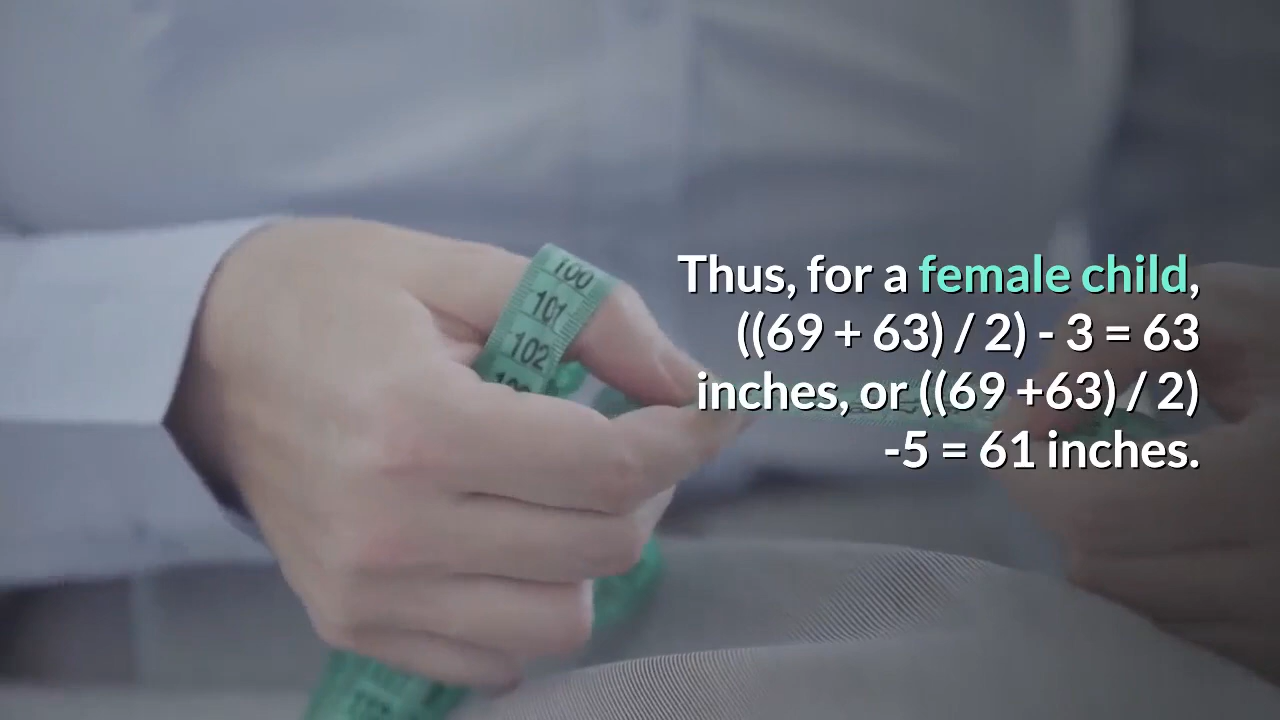 100
101
102
Thus, for a female child,
((69 + 63) / 2) - 3 = 63
inches, or ((69 +63) / 2)
-5 = 61 inches.